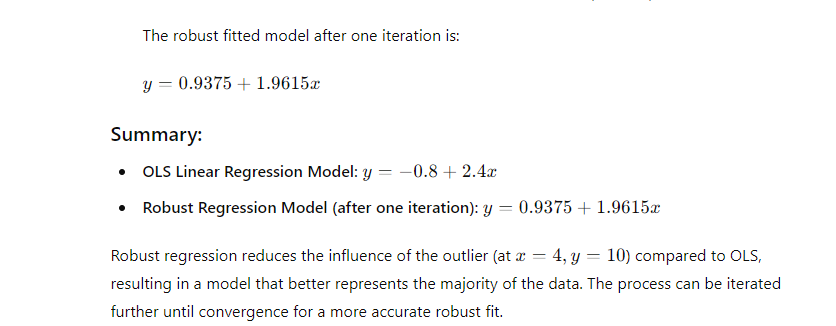 The robust fitted model after one iteration is:
y = 0.9375 + 1.9615x
Summary:
• OLS Linear Regression Model: y = −0.8 + 2.4x
• Robust Regression Model (after one iteration): y = 0.9375 + 1.9615x
Robust regression reduces the influence of the outlier (at x = 4, y = 10) compared to OLS,
resulting in a model that better represents the majority of the data. The process can be iterated
further until convergence for a more accurate robust fit.